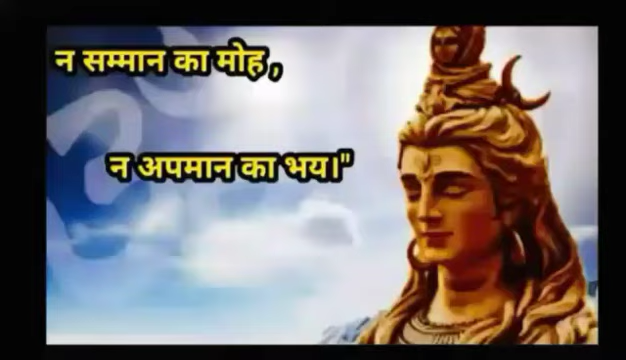 न सम्मान का मोह ,
न अपमान का भय।"